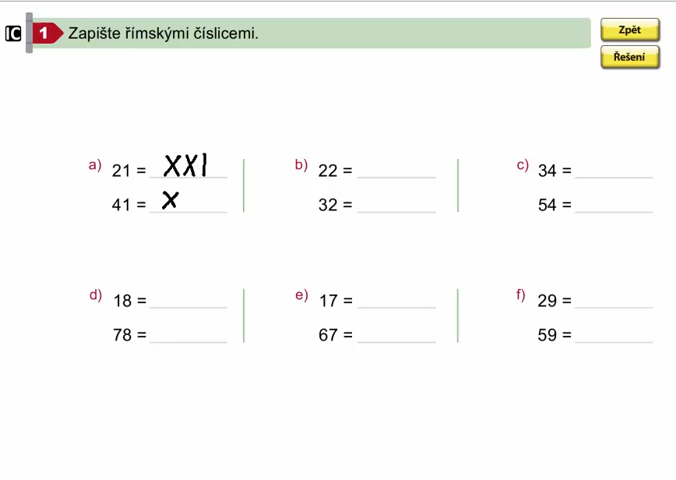 IC 1 Zapište římskými číslicemi. Zpět
Řešení
a) 21 = XXI
41 = X
b) 22 =
32 =
c) 34 =
54 =
d) 18 =
78 =
e) 17 =
67 =
f) 29 =
59 =